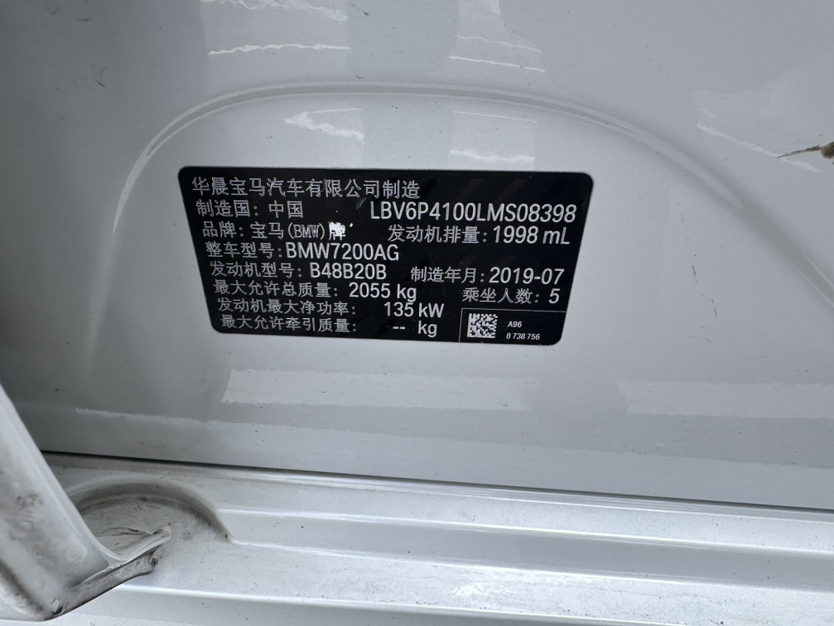 华晨宝马汽车有限公司制造
制造国: 中国 LBV6P4100LMS08398
品牌: 宝马(BMW)牌 发动机排量: 1998 mL
整车型号: BMW7200AG
发动机型号: B48B20B 制造年月: 2019-07
最大允许总质量: 2055 kg 乘坐人数: 5
发动机最大净功率: 135 kW
最大允许牵引质量: -- kg
A96
8 738 756